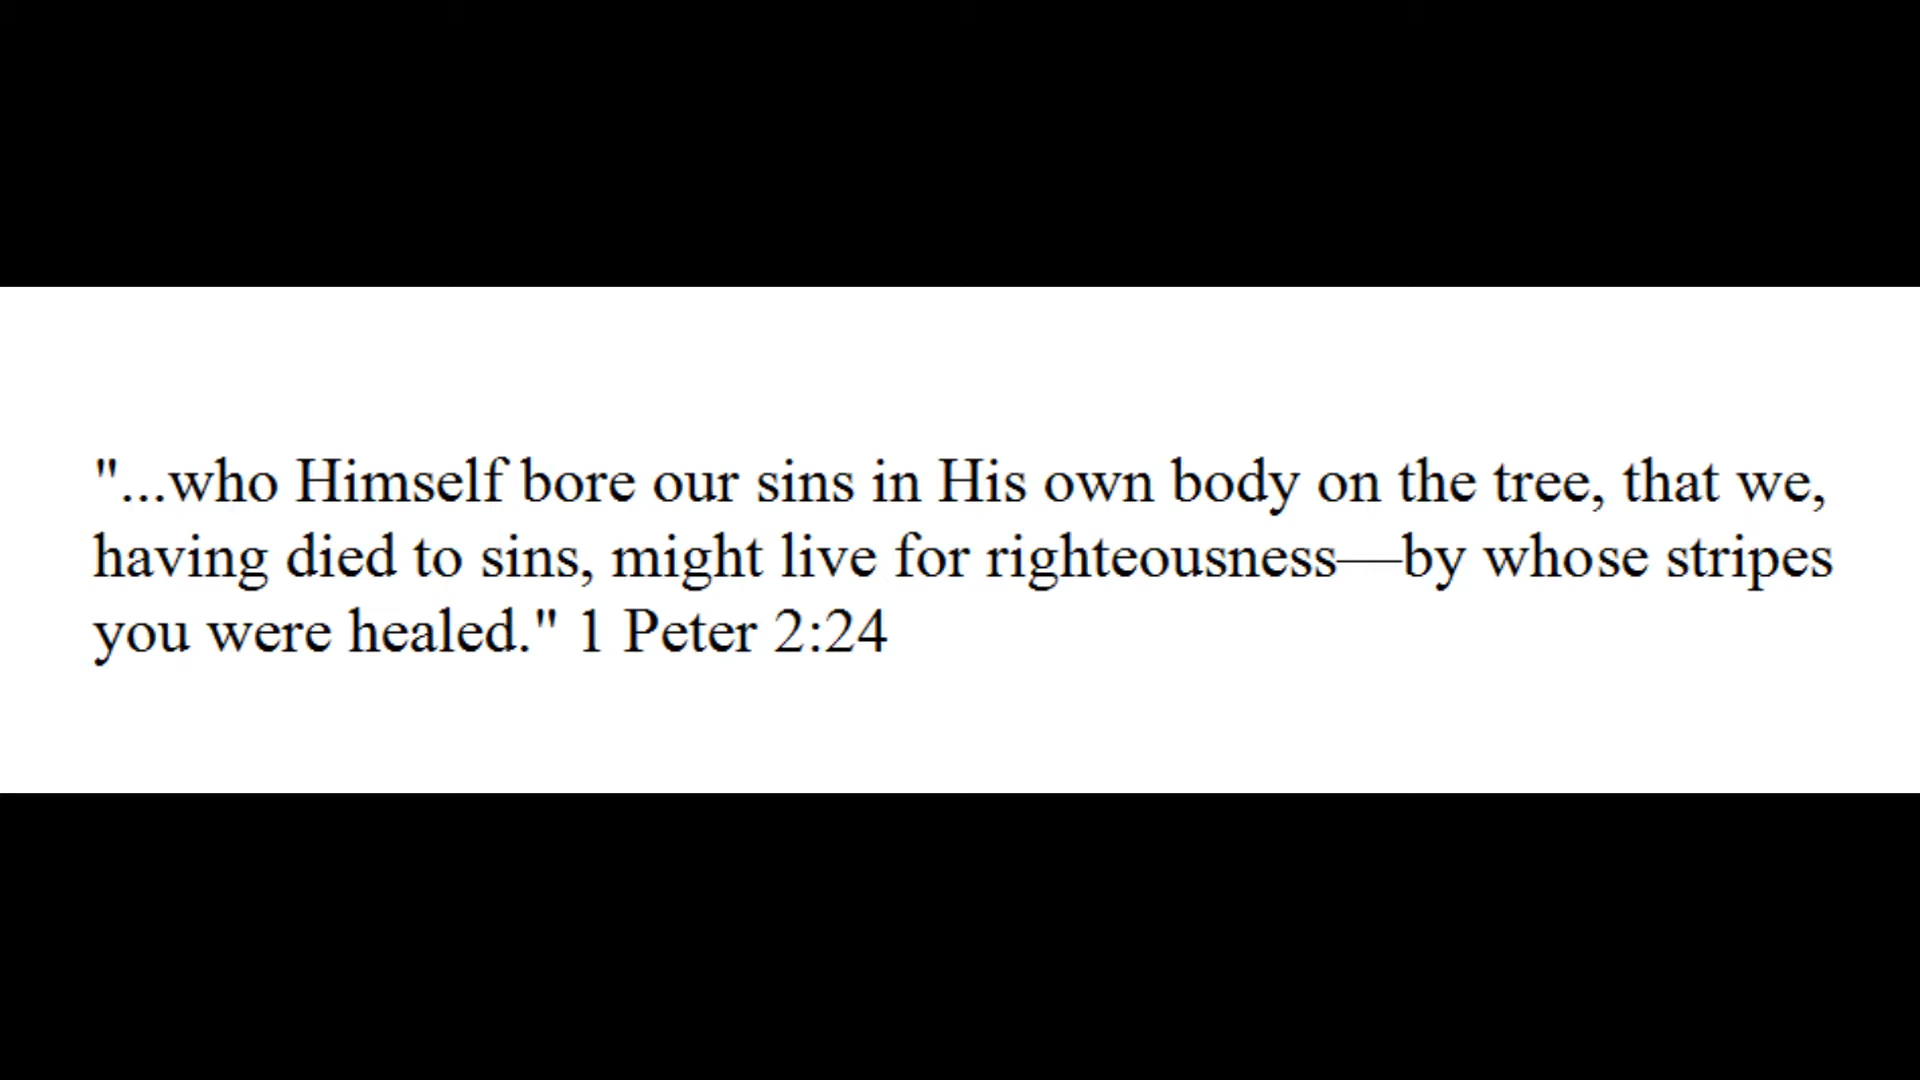 "...who Himself bore our sins in His own body on the tree, that we,
having died to sins, might live for righteousness—by whose stripes
you were healed." 1 Peter 2:24